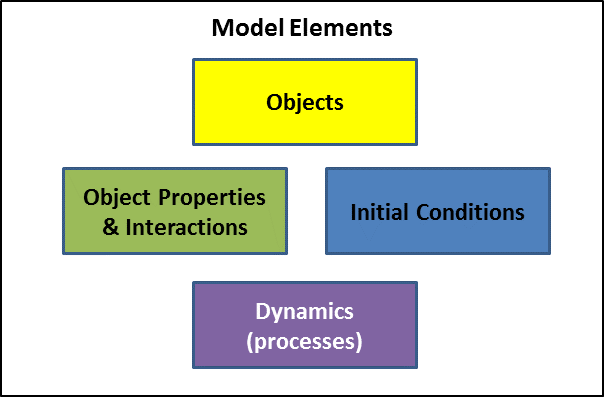 Model Elements
Objects
Object Properties
& Interactions
Initial Conditions
Dynamics
(processes)